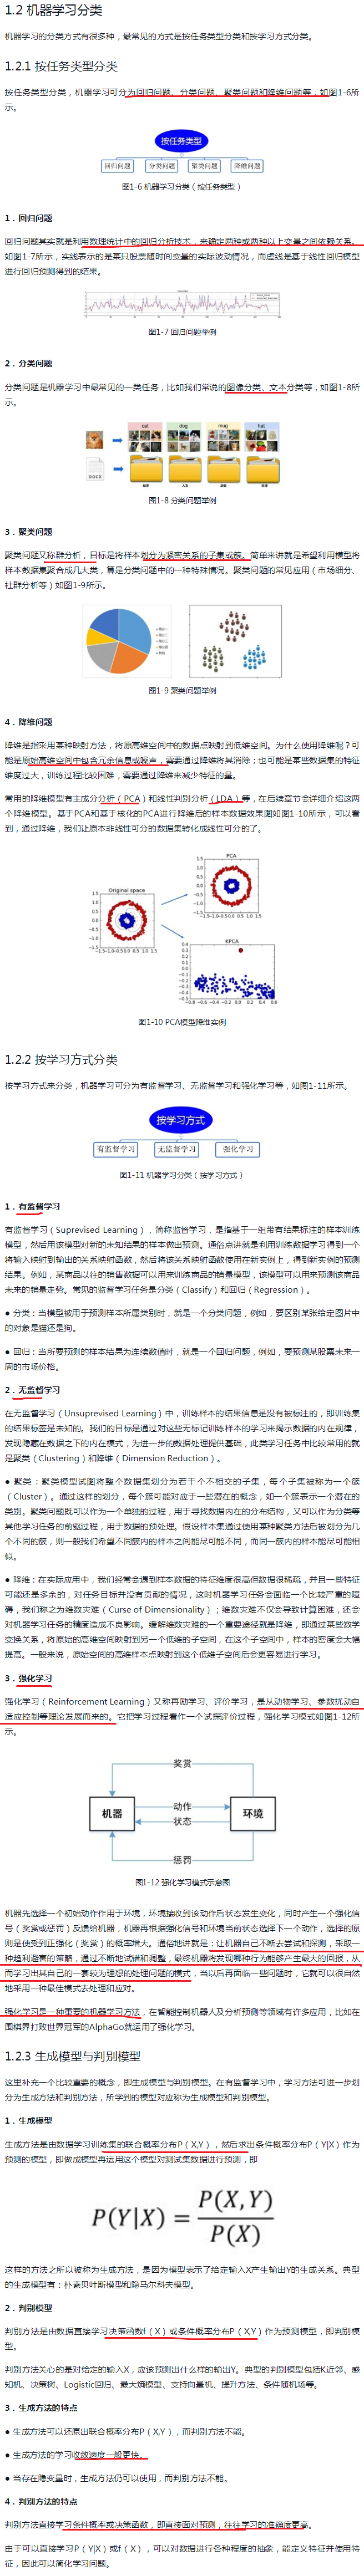 1.2 机器学习分类
机器学习的分类方式有很多种，最常见的方式是按任务类型分类和按学习方式分类。
1.2.1 按任务类型分类
按任务类型分类，机器学习可分为回归问题、分类问题、聚类问题和降维问题等，如图1-6所
示。
按任务类型
回归问题 分类问题 聚类问题 降维问题
图1-6 机器学习分类（按任务类型）
1．回归问题
回归问题其实就是利用数理统计中的回归分析技术，来确定两种或两种以上变量之间依赖关系。
如图1-7所示，实线表示的是某只股票随时间变量的实际波动情况，而虚线是基于线性回归模型
进行回归预测得到的结果。
图1-7 回归问题举例
2．分类问题
分类问题是机器学习中最常见的一类任务，比如我们常说的图像分类、文本分类等，如图1-8所
示。
cat dog mug hat
DOCX
图1-8 分类问题举例
3．聚类问题
聚类问题又称群分析，目标是将样本划分为紧密关系的子集或簇。简单来讲就是希望利用模型将
样本数据集聚合成几大类，算是分类问题中的一种特殊情况。聚类问题的常见应用（市场细分、
社群分析等）如图1-9所示。
图1-9 聚类问题举例
4．降维问题
降维是指采用某种映射方法，将原高维空间中的数据点映射到低维空间。为什么使用降维呢？可
能是原始高维空间中包含冗余信息或噪声，需要通过降维将其消除；也可能是某些数据集的特征
维度过大，训练过程比较困难，需要通过降维来减少特征的量。
常用的降维模型有主成分分析（PCA）和线性判别分析（LDA）等，在后续章节会详细介绍这两
个降维模型。基于PCA和基于核化的PCA进行降维后的样本数据效果图如图1-10所示，可以看
到，通过降维，我们让原本非线性可分的数据集转化成线性可分的了。
PCA
Original space
KPCA
图1-10 PCA模型降维实例
1.2.2 按学习方式分类
按学习方式来分类，机器学习可分为有监督学习、无监督学习和强化学习等，如图1-11所示。
按学习方式
有监督学习 无监督学习 强化学习
图1-11 机器学习分类（按学习方式）
1．有监督学习
有监督学习（Suprevised Learning），简称监督学习，是指基于一组带有结果标注的样本训练
模型，然后用该模型对新的未知结果的样本做出预测。通俗点讲就是利用训练数据学习得到一个
将输入映射到输出的关系映射函数，然后将该关系映射函数使用在新实例上，得到新实例的预测
结果。例如，某商品以往的销售数据可以用来训练商品的销量模型，该模型可以用来预测该商品
未来的销量走势。常见的监督学习任务是分类（Classify）和回归（Regression）。
● 分类：当模型被用于预测样本所属类别时，就是一个分类问题，例如，要区别某张给定图片中
的对象是猫还是狗。
● 回归：当所要预测的样本结果为连续数值时，就是一个回归问题，例如，要预测某股票未来一
周的市场价格。
2．无监督学习
在无监督学习（Unsuprevised Learning）中，训练样本的结果信息是没有被标注的，即训练集
的结果标签是未知的。我们的目标是通过对这些无标记训练样本的学习来揭示数据的内在规律，
发现隐藏在数据之下的内在模式，为进一步的数据处理提供基础，此类学习任务中比较常用的就
是聚类（Clustering）和降维（Dimension Reduction）。
● 聚类：聚类模型试图将整个数据集划分为若干个不相交的子集，每个子集被称为一个簇
（Cluster）。通过这样的划分，每个簇可能对应于一些潜在的概念，如一个簇表示一个潜在的
类别。聚类问题既可以作为一个单独的过程，用于寻找数据内在的分布结构，又可以作为分类等
其他学习任务的前驱过程，用于数据的预处理。假设样本集通过使用某种聚类方法后被划分为几
个不同的簇，则一般我们希望不同簇内的样本之间能尽可能不同，而同一簇内的样本能尽可能相
似。
● 降维：在实际应用中，我们经常会遇到样本数据的特征维度很高但数据很稀疏，并且一些特征
可能还是多余的，对任务目标并没有贡献的情况，这时机器学习任务会面临一个比较严重的障
碍，我们称之为维数灾难（Curse of Dimensionality）；维数灾难不仅会导致计算困难，还会
对机器学习任务的精度造成不良影响。缓解维数灾难的一个重要途径就是降维，即通过某些数学
变换关系，将原始的高维空间映射到另一个低维的子空间，在这个子空间中，样本的密度会大幅
提高。一般来说，原始空间的高维样本点映射到这个低维子空间后会更容易进行学习。
3．强化学习
强化学习（Reinforcement Learning）又称再励学习、评价学习，是从动物学习、参数扰动自
适应控制等理论发展而来的。它把学习过程看作一个试探评价过程，强化学习模式如图1-12所
示。
奖赏
机器 动作 环境
状态
惩罚
图1-12 强化学习模式示意图
机器先选择一个初始动作作用于环境，环境接收到该动作后状态发生变化，同时产生一个强化信
号（奖赏或惩罚）反馈给机器，机器再根据强化信号和环境当前状态选择下一个动作，选择的原
则是使受到正强化（奖赏）的概率增大。通俗地讲就是：让机器自己不断去尝试和探测，采取一
种趋利避害的策略，通过不断地试错和调整，最终机器将发现哪种行为能够产生最大的回报，从
而学习出其自己的一套较为理想的处理问题的模式，当以后再面临一些问题时，它就可以很自然
地采用一种最佳模式去处理和应对。
强化学习是一种重要的机器学习方法，在智能控制机器人及分析预测等领域有许多应用，比如在
围棋界打败世界冠军的AlphaGo就运用了强化学习。
1.2.3 生成模型与判别模型
这里补充一个比较重要的概念，即生成模型与判别模型。在有监督学习中，学习方法可进一步划
分为生成方法和判别方法，所学到的模型对应称为生成模型和判别模型。
1．生成模型
生成方法是由数据学习训练集的联合概率分布P（X,Y），然后求出条件概率分布P（Y|X）作为
预测的模型，即做成模型再运用这个模型对测试集数据进行预测，即
P(Y|X) = P(X,Y) / P(X)
这样的方法之所以被称为生成方法，是因为模型表示了给定输入X产生输出Y的生成关系。典型
的生成模型有：朴素贝叶斯模型和隐马尔科夫模型。
2．判别模型
判别方法是由数据直接学习决策函数f（X）或条件概率分布P（X,Y）作为预测模型，即判别模
型。
判别方法关心的是对给定的输入X，应该预测出什么样的输出Y。典型的判别模型包括K近邻、感
知机、决策树、Logistic回归、最大熵模型、支持向量机、提升方法、条件随机场等。
3．生成方法的特点
● 生成方法可以还原出联合概率分布P（X,Y），而判别方法不能。
● 生成方法的学习收敛速度一般更快。
● 当存在隐变量时，生成方法仍可以使用，而判别方法不能。
4．判别方法的特点
判别方法直接学习条件概率或决策函数，即直接面对预测，往往学习的准确度更高。
由于可以直接学习P（Y|X）或f（X），可以对数据进行各种程度的抽象，能定义特征并使用特
征，因此可以简化学习问题。